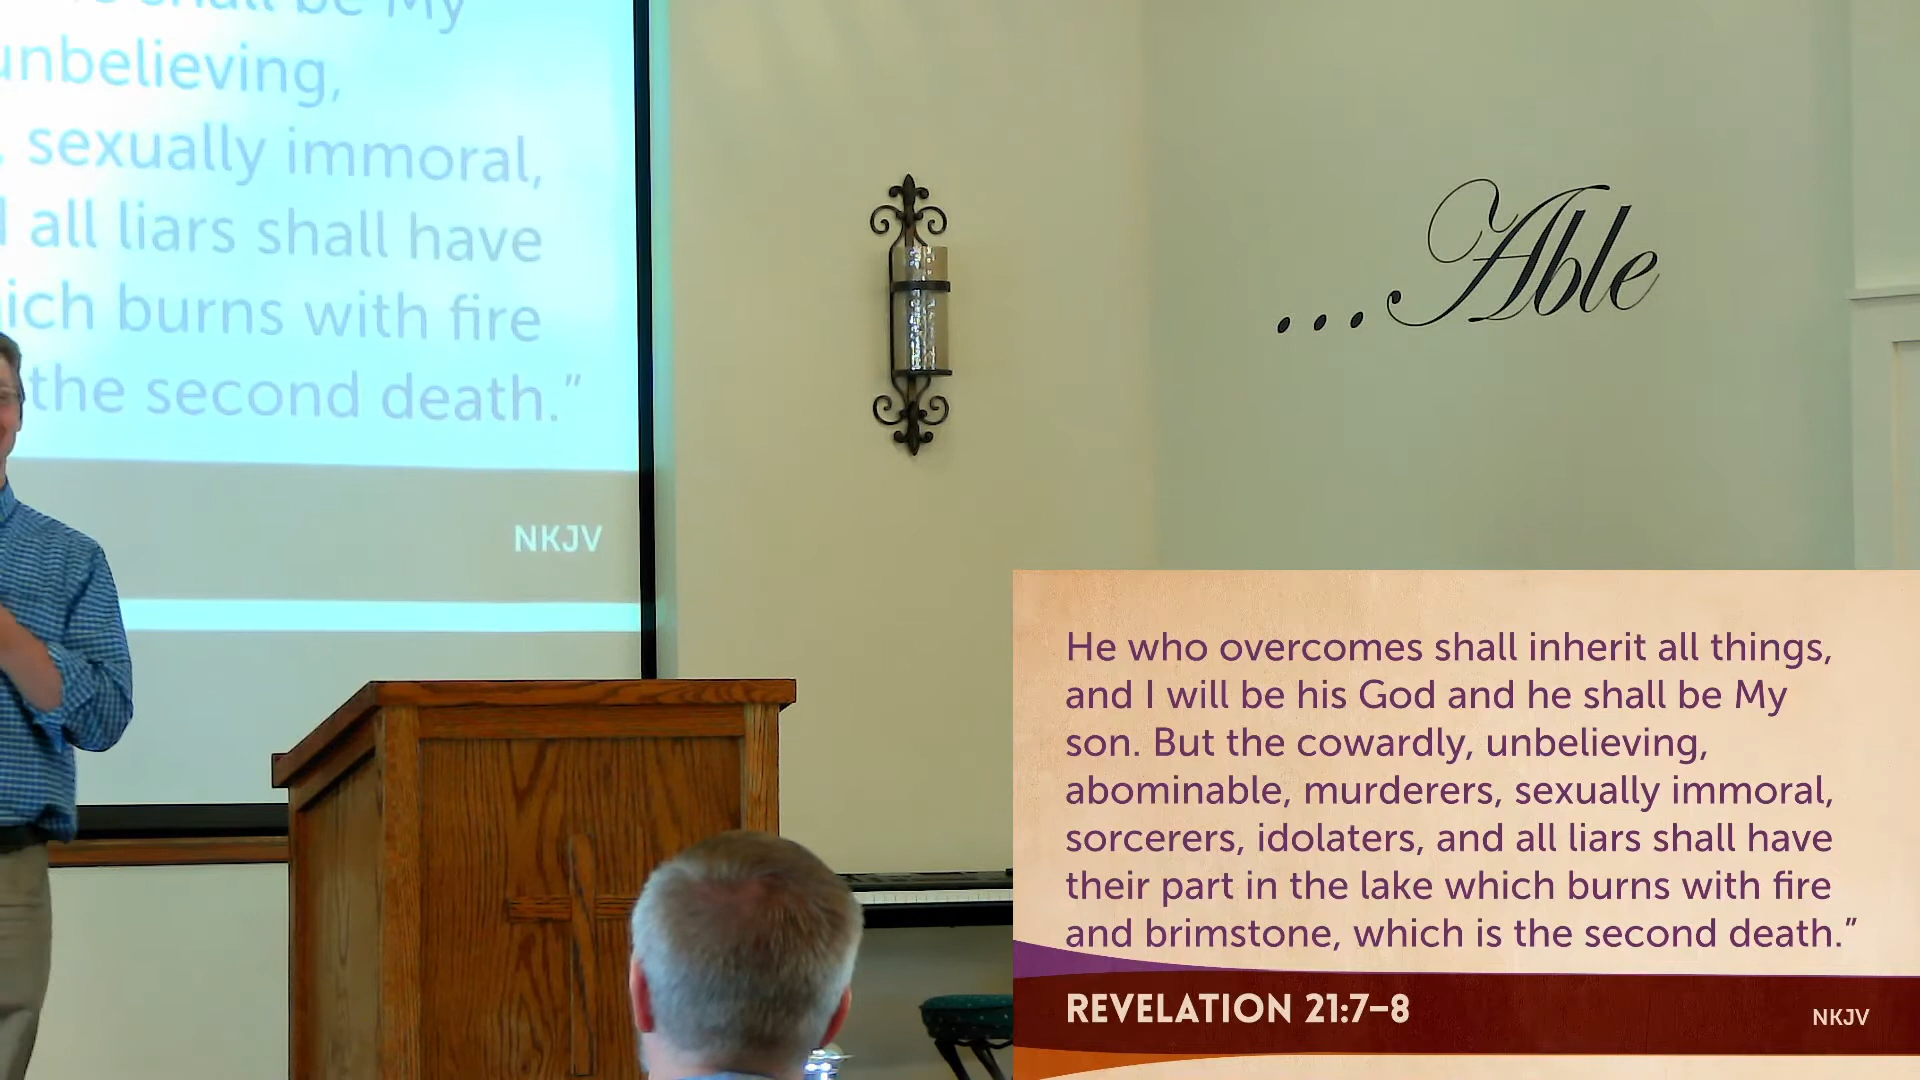 shall be My
unbelieving,
, sexually immoral,
all liars shall have
ich burns with fire
the second death.”
NKJV
...Able
He who overcomes shall inherit all things,
and I will be his God and he shall be My
son. But the cowardly, unbelieving,
abominable, murderers, sexually immoral,
sorcerers, idolaters, and all liars shall have
their part in the lake which burns with fire
and brimstone, which is the second death.”
REVELATION 21:7–8
NKJV